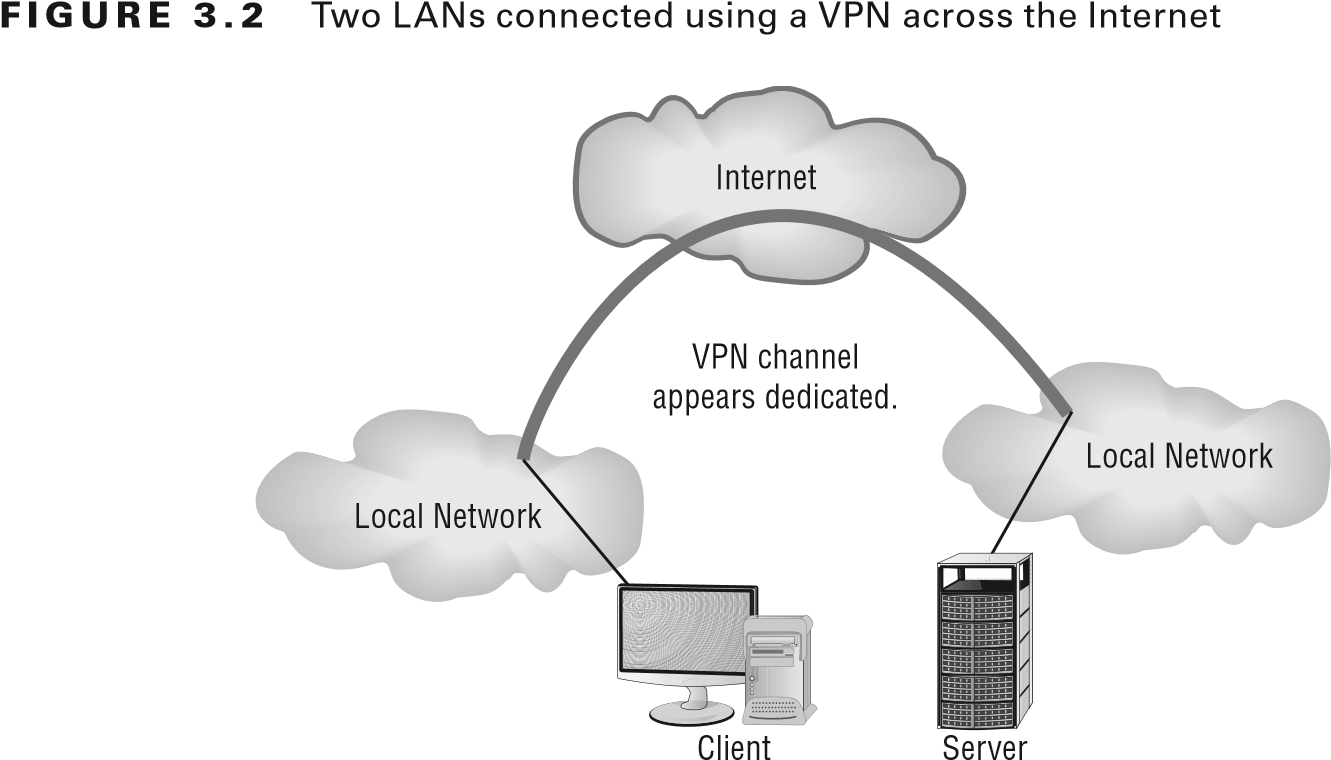 FIGURE 3.2 Two LANs connected using a VPN across the Internet
Internet
VPN channel
appears dedicated.
Local Network
Local Network
Client
Server